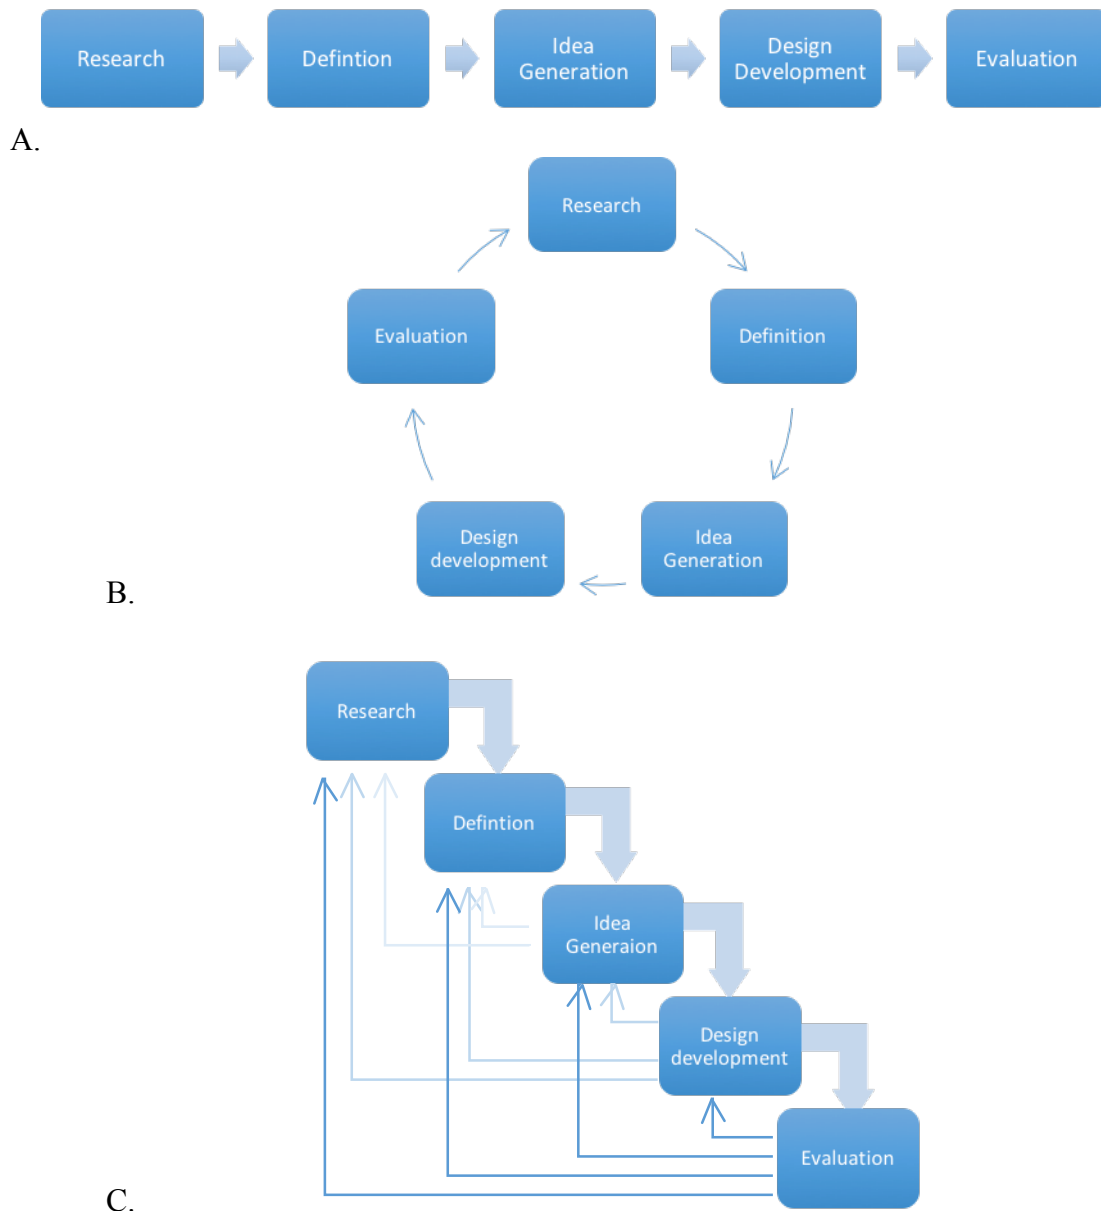 Research
Defintion
Idea
Generation
Design
Development
Evaluation
A.
Research
Evaluation
Definition
Design
development
Idea
Generation
B.
Research
Defintion
Idea
Generaion
Design
development
Evaluation
C.